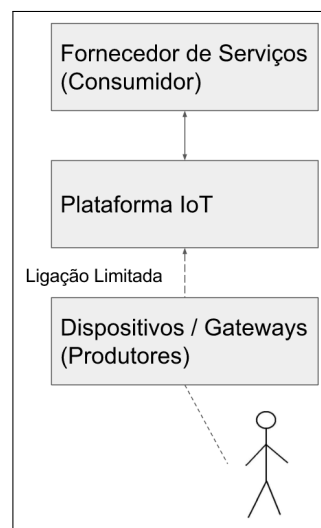 Fornecedor de Serviços
(Consumidor)
Plataforma IoT
Ligação Limitada
Dispositivos / Gateways
(Produtores)